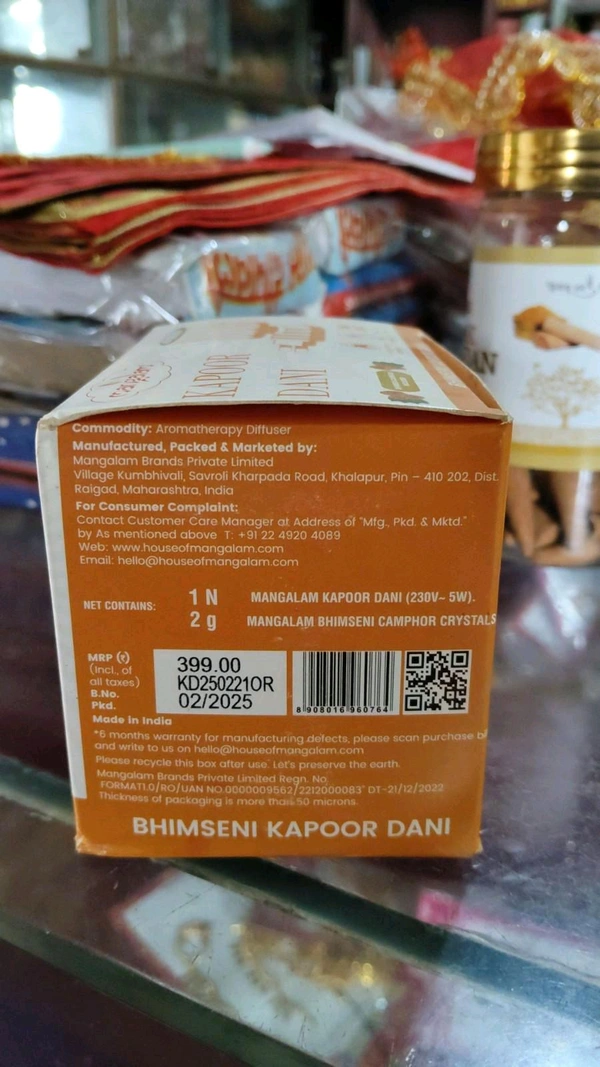 mangalam
KAPOOR
DANI
Commodity: Aromatherapy Diffuser
Manufactured, Packed & Marketed by:
Mangalam Brands Private Limited
Village Kumbhivali, Savroli Kharpada Road, Khalapur, Pin – 410 202, Dist.
Raigad, Maharashtra, India
For Consumer Complaint:
Contact Customer Care Manager at Address of "Mfg., Pkd. & Mktd."
by As mentioned above T: +91 22 4920 4089
Web: www.houseofmangalam.com
Email: hello@houseofmangalam.com
NET CONTAINS:
1 N MANGALAM KAPOOR DANI (230V~ 5W).
2 g MANGALAM BHIMSENI CAMPHOR CRYSTALS
MRP (₹)
(Incl., of
all taxes)
B.No.
Pkd.
399.00
KD250221OR
02/2025
8 908016 960764
Made in India
*6 months warranty for manufacturing defects, please scan purchase
and write to us on hello@houseofmangalam.com
Please recycle this box after use. Let's preserve the earth.
Mangalam Brands Private Limited Regn. No.
FORMAT1.0/RO/UAN NO.0000009562/2212000083" DT-21/12/2022
Thickness of packaging is more than 50 microns.
BHIMSENI KAPOOR DANI